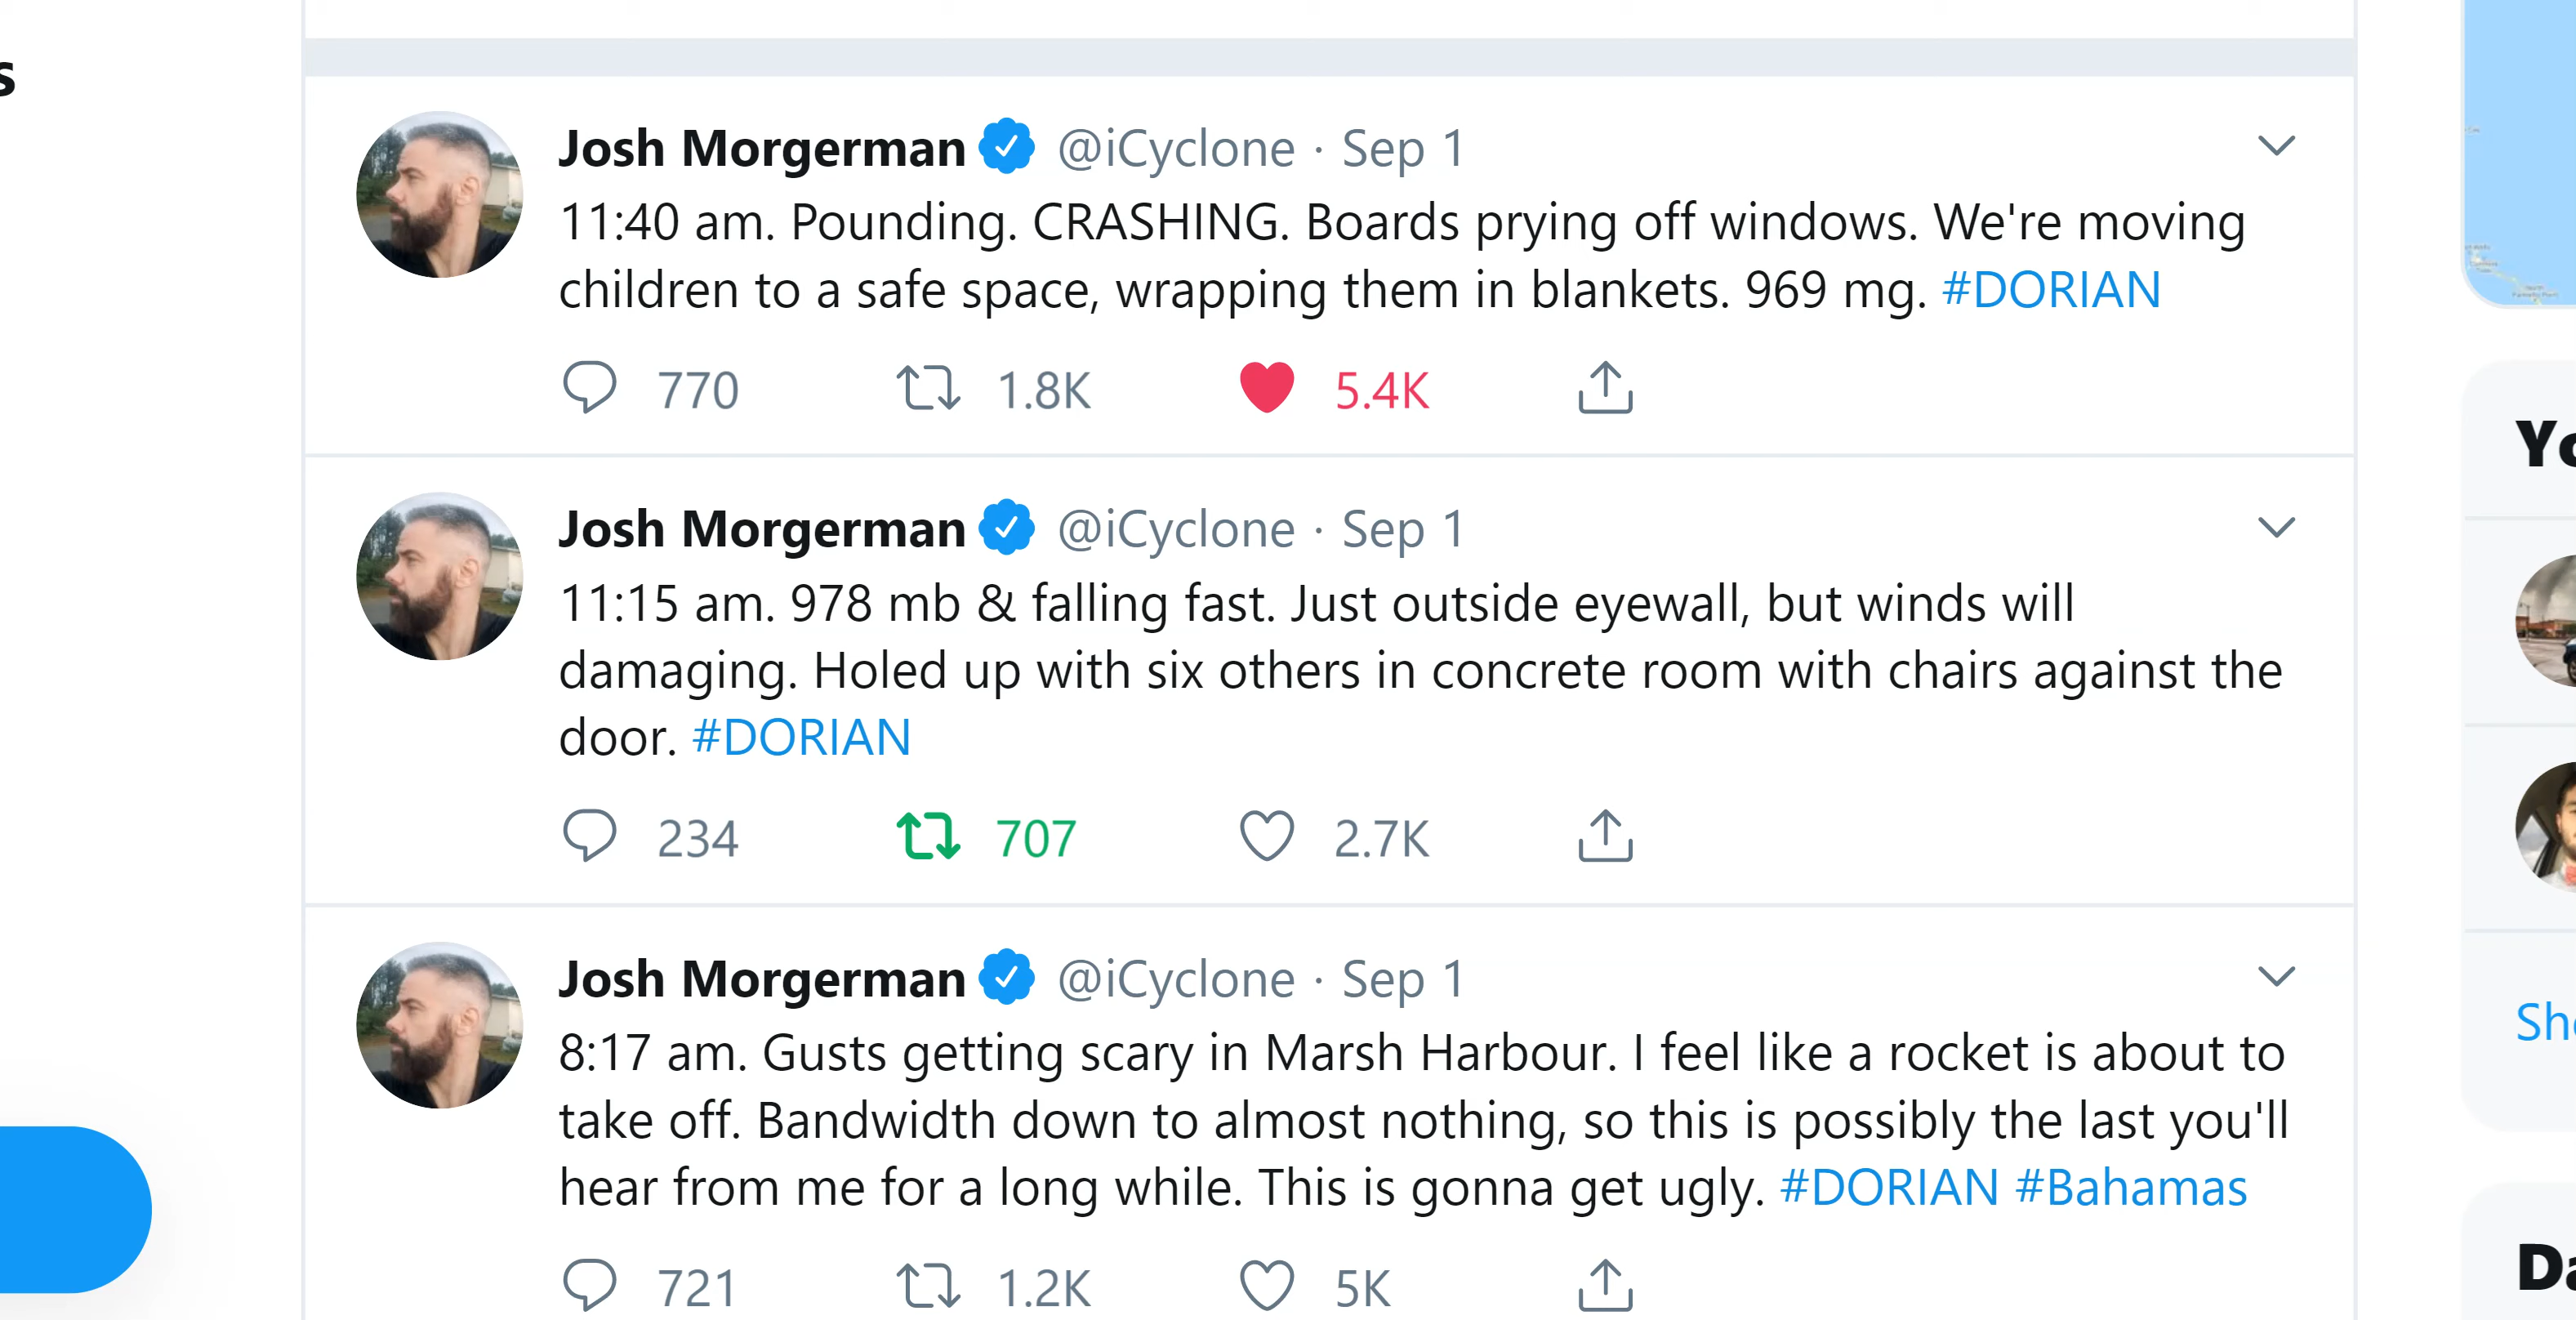 s
Josh Morgerman @iCyclone · Sep 1
11:40 am. Pounding. CRASHING. Boards prying off windows. We're moving
children to a safe space, wrapping them in blankets. 969 mg. #DORIAN
770 1.8K 5.4K
Josh Morgerman @iCyclone · Sep 1
11:15 am. 978 mb & falling fast. Just outside eyewall, but winds will
damaging. Holed up with six others in concrete room with chairs against the
door. #DORIAN
234 707 2.7K
Josh Morgerman @iCyclone · Sep 1
8:17 am. Gusts getting scary in Marsh Harbour. I feel like a rocket is about to
take off. Bandwidth down to almost nothing, so this is possibly the last you'll
hear from me for a long while. This is gonna get ugly. #DORIAN #Bahamas
721 1.2K 5K
Yo
Sho
Da